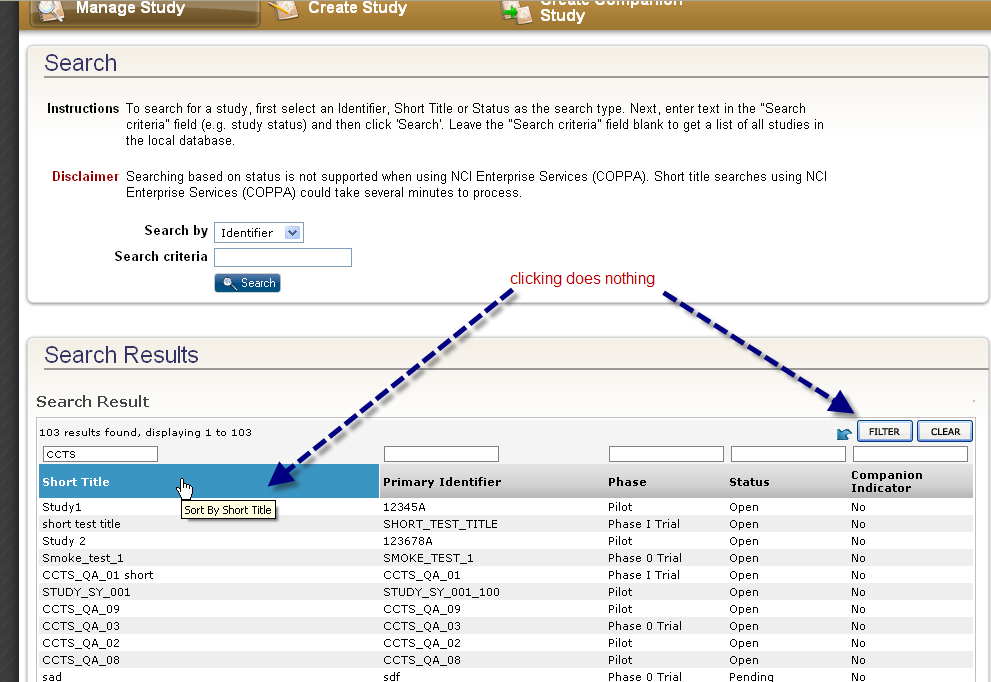 Manage Study
Create Study
Create Companion
Study
Search
Instructions To search for a study, first select an Identifier, Short Title or Status as the search type. Next, enter text in the "Search
criteria" field (e.g. study status) and then click 'Search'. Leave the "Search criteria" field blank to get a list of all studies in
the local database.
Disclaimer Searching based on status is not supported when using NCI Enterprise Services (COPPA). Short title searches using NCI
Enterprise Services (COPPA) could take several minutes to process.
Search by Identifier
Search criteria
Search
clicking does nothing
Search Results
Search Result
103 results found, displaying 1 to 103 FILTER CLEAR
CCTS
Short Title Primary Identifier Phase Status Companion
Indicator
Sort By Short Title
Study1 12345A Pilot Open No
short test title SHORT_TEST_TITLE Phase I Trial Open No
Study 2 123678A Pilot Open No
Smoke_test_1 SMOKE_TEST_1 Phase 0 Trial Open No
CCTS_QA_01 short CCTS_QA_01 Phase I Trial Open No
STUDY_SY_001 STUDY_SY_001_100 Pilot Open No
CCTS_QA_09 CCTS_QA_09 Pilot Open No
CCTS_QA_03 CCTS_QA_03 Phase 0 Trial Open No
CCTS_QA_02 CCTS_QA_02 Pilot Open No
CCTS_QA_08 CCTS_QA_08 Pilot Open No
sad sdf Phase 0 Trial Pending No